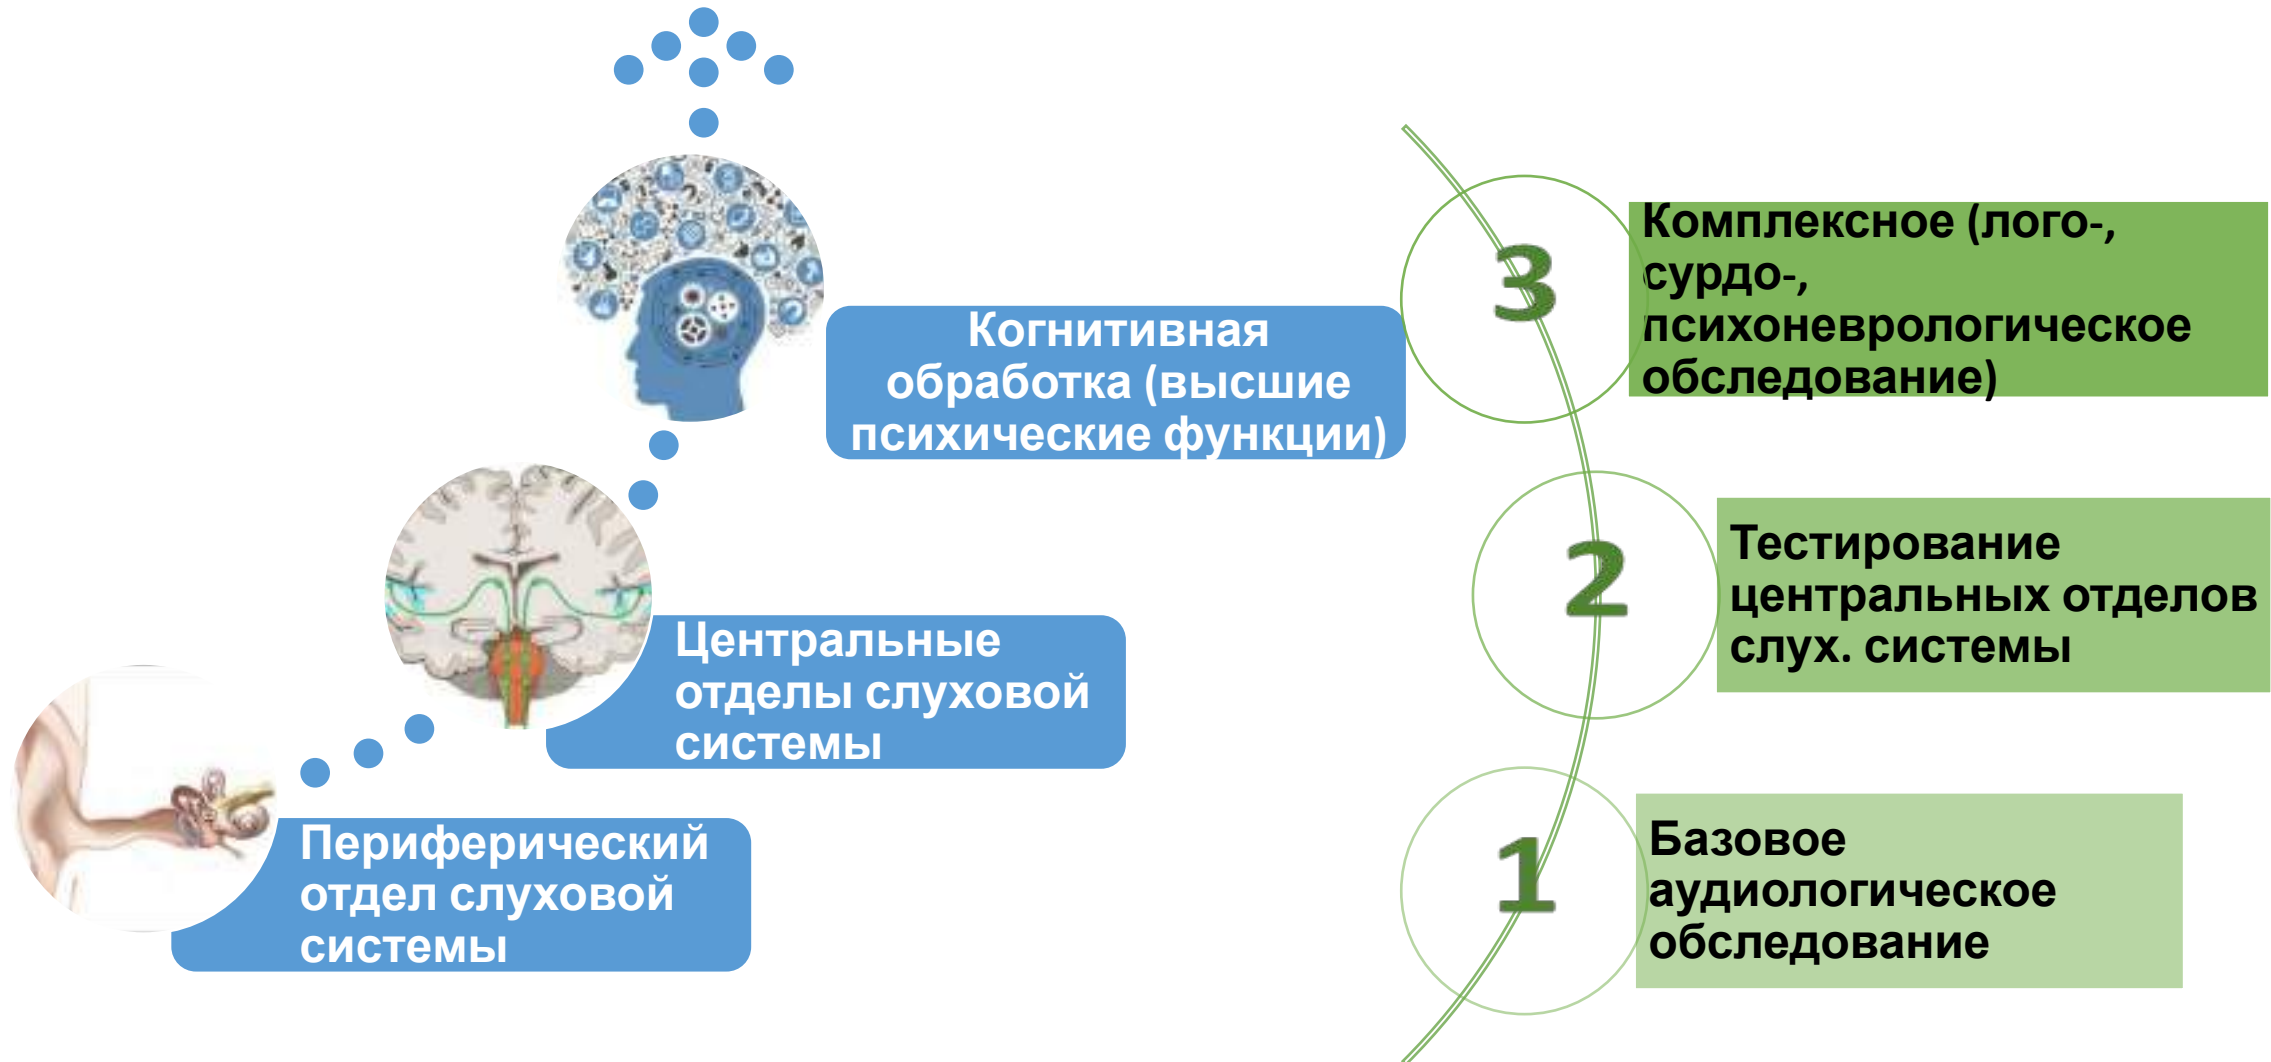 Когнитивная
обработка (высшие
психические функции)
Центральные
отделы слуховой
системы
Периферический
отдел слуховой
системы
3
Комплексное (лого-,
сурдо-,
психоневрологическое
обследование)
2
Тестирование
центральных отделов
слух. системы
1
Базовое
аудиологическое
обследование